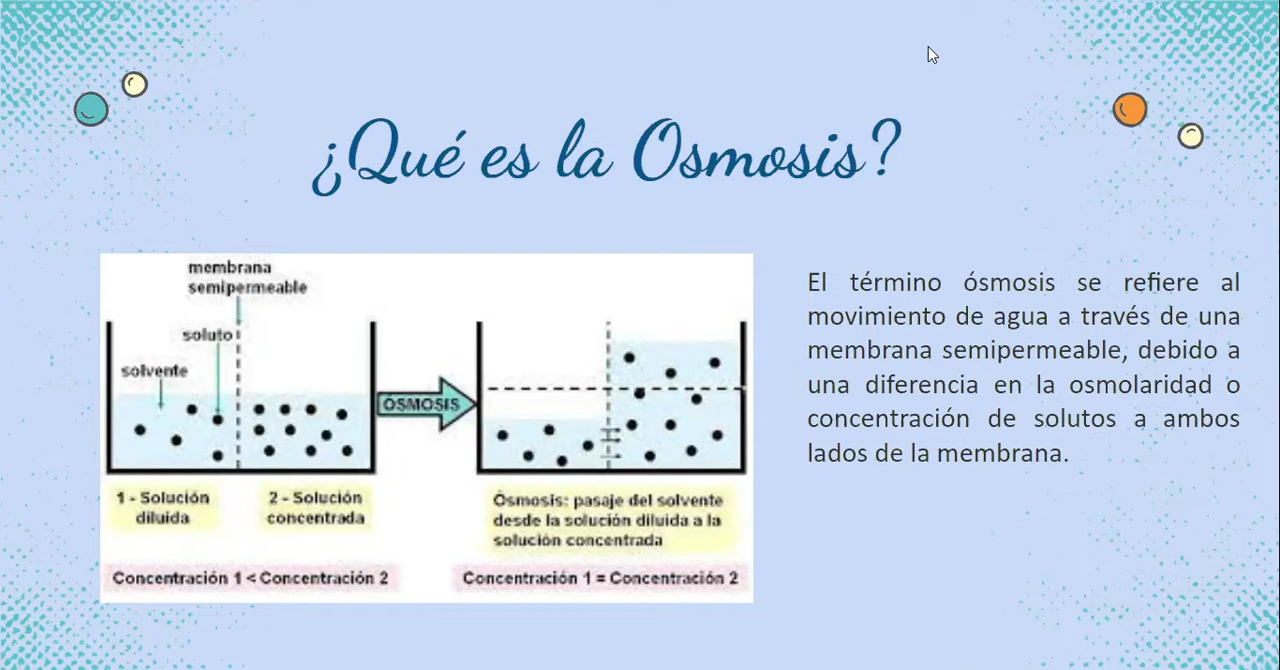 ¿Qué es la Osmosis?
membrana
semipermeable
soluto
solvente
OSMOSIS
1 - Solución
diluida
2 - Solución
concentrada
Ósmosis: pasaje del solvente
desde la solución diluida a la
solución concentrada
Concentración 1 < Concentración 2
Concentración 1 = Concentración 2
El término ósmosis se refiere al
movimiento de agua a través de una
membrana semipermeable, debido a
una diferencia en la osmolaridad o
concentración de solutos a ambos
lados de la membrana.